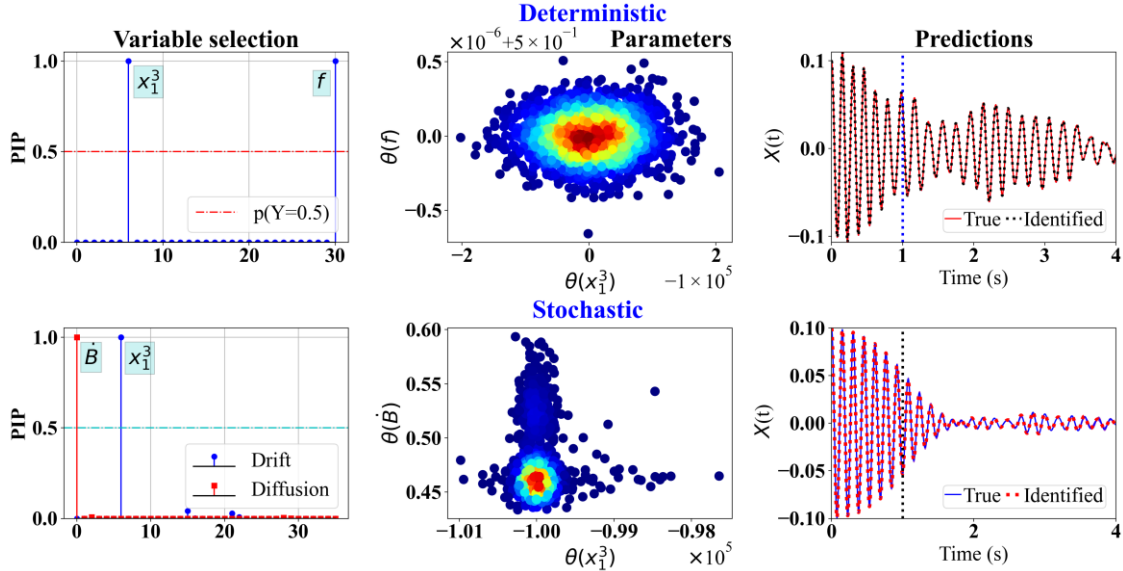 Deterministic
Variable selection
×10⁻⁶+5 × 10⁻¹
Parameters
Predictions
1.0
0.5
0.0
PIP
x₁³
f
p(Y=0.5)
0
10
20
30
0.5
0.0
−0.5
θ(f)
−2
0
2
θ(x₁³)
−1 × 10⁵
0.1
0.0
−0.1
X(t)
True
Identified
0
1
2
3
4
Time (s)
Stochastic
1.0
0.5
0.0
PIP
Ḃ
x₁³
Drift
Diffusion
0
10
20
30
0.60
0.55
0.50
0.45
θ(Ḃ)
−1.01
−1.00
−0.99
−0.98
θ(x₁³)
×10⁵
0.10
0.05
0.00
−0.05
−0.10
X(t)
True
Identified
0
1
2
3
4
Time (s)